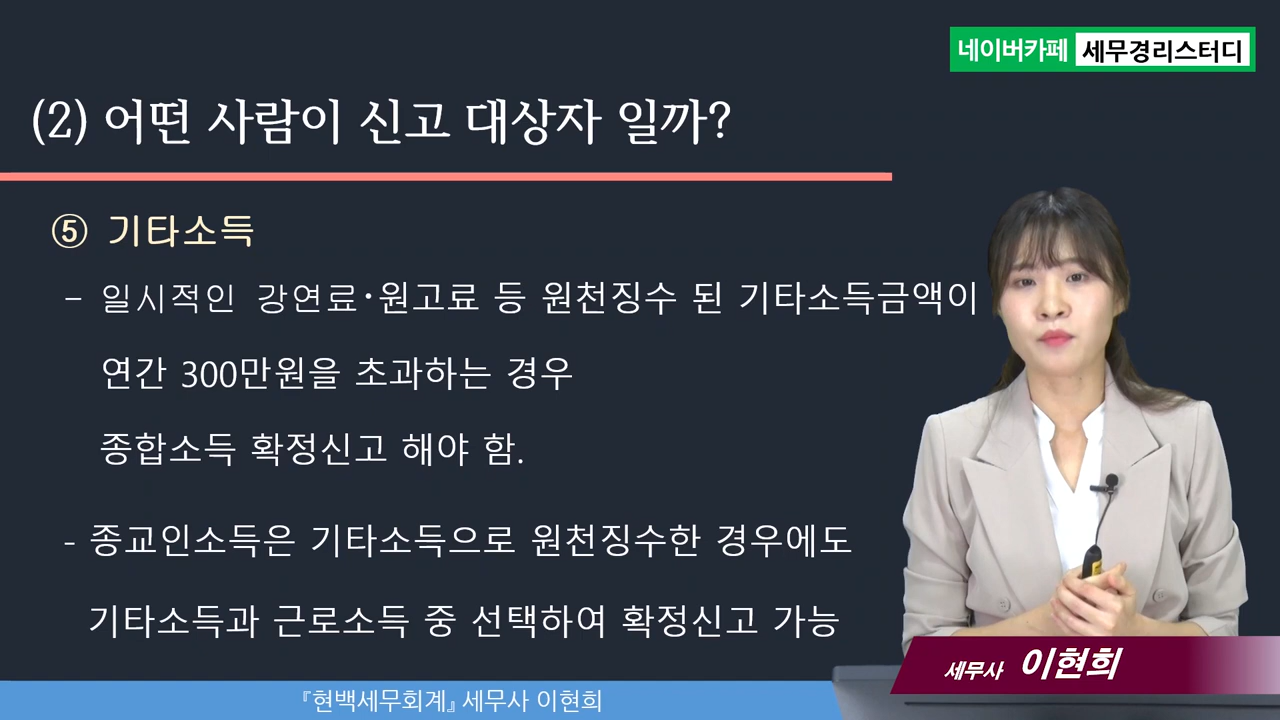 네이버카페 세무경리스터디
(2) 어떤 사람이 신고 대상자 일까?
⑤ 기타소득
- 일시적인 강연료·원고료 등 원천징수 된 기타소득금액이
연간 300만원을 초과하는 경우
종합소득 확정신고 해야 함.
- 종교인소득은 기타소득으로 원천징수한 경우에도
기타소득과 근로소득 중 선택하여 확정신고 가능
세무사 이현희
『현백세무회계』 세무사 이현희